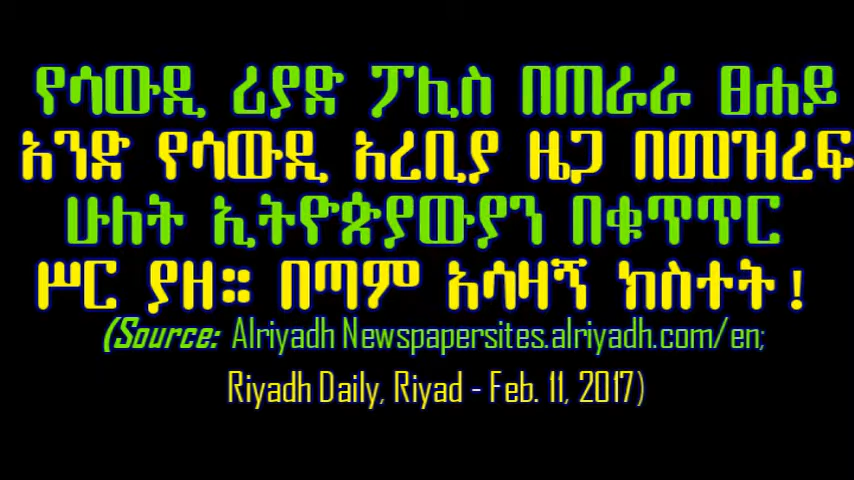 የሳውዲ ሪያድ ፖሊስ በጠራራ ፀሐይ
አንድ የሳውዲ አረቢያ ዜጋ በመዝረፍ
ሁለት ኢትዮጵያውያን በቁጥጥር
ሥር ያዘ። በጣም አሳዛኝ ክስተት!
(Source: Alriyadh Newspapersites.alriyadh.com/en;
Riyadh Daily, Riyad - Feb. 11, 2017)